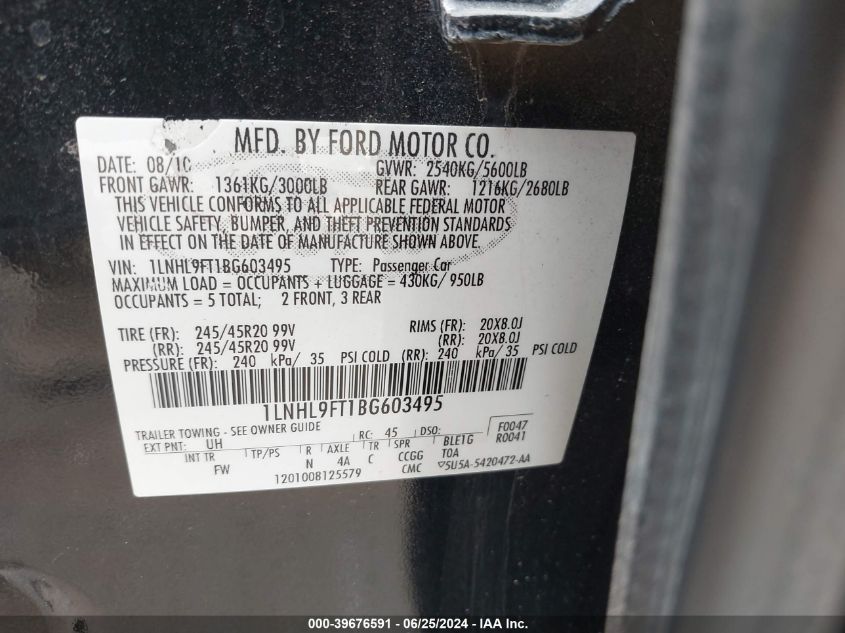 MFD. BY FORD MOTOR CO.
DATE: 08/10 GVWR: 2540KG/5600LB
FRONT GAWR: 1361KG/3000LB REAR GAWR: 1216KG/2680LB
THIS VEHICLE CONFORMS TO ALL APPLICABLE FEDERAL MOTOR
VEHICLE SAFETY, BUMPER, AND THEFT PREVENTION STANDARDS
IN EFFECT ON THE DATE OF MANUFACTURE SHOWN ABOVE.
VIN: 1LNHL9FT1BG603495 TYPE: Passenger Car
MAXIMUM LOAD = OCCUPANTS + LUGGAGE = 430KG/ 950LB
OCCUPANTS = 5 TOTAL; 2 FRONT, 3 REAR
TIRE (FR): 245/45R20 99V RIMS (FR): 20X8.0J
(RR): 245/45R20 99V (RR): 20X8.0J
PRESSURE (FR): 240 kPa/ 35 PSI COLD (RR): 240 kPa/ 35 PSI COLD
1LNHL9FT1BG603495
TRAILER TOWING - SEE OWNER GUIDE RC: 45 DSO: F0047
EXT PNT: UH R0041
INT TR TP/PS R AXLE TR SPR BLE1G
FW N 4A C CCGG TOA
1201008125579 CMC ▽5U5A-5420472-AA
000-39676591 - 06/25/2024 - IAAI Inc.